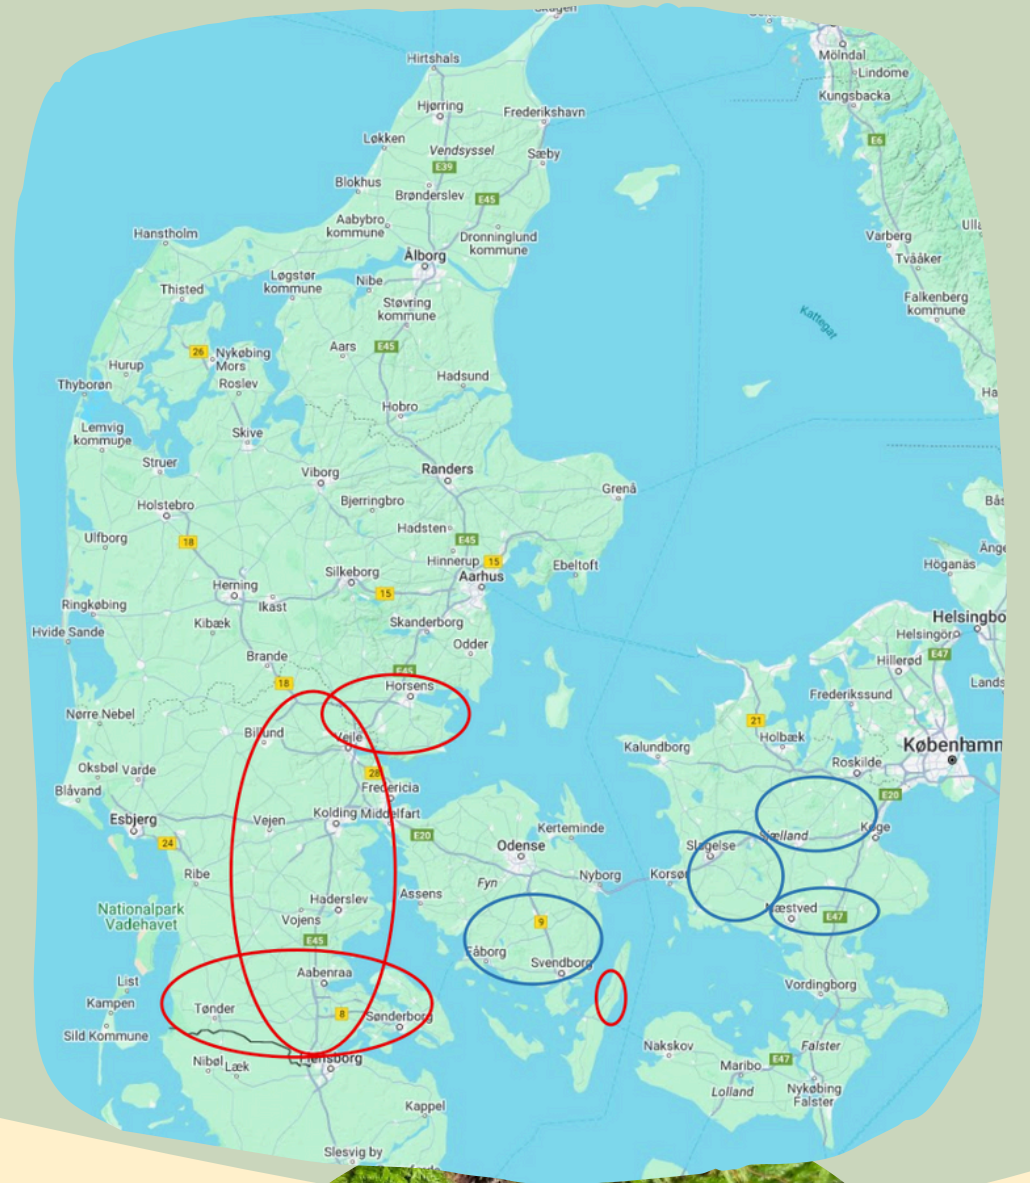 Skagen
Mölndal
Lindome
Kungsbacka
Hirtshals
Hjørring
Frederikshavn
Løkken
Vendsyssel
E6
Sæby
E39
Blokhus
Brønderslev
E45
Aabybro
kommune
Hanstholm
Dronninglund
kommune
Varberg
Ålborg
Tvååker
Løgstør
kommune
Nibe
Thisted
Støvring
kommune
Falkenberg
kommune
Kattegat
Aars
E45
26
Nykøbing
Mors
Hurup
Roslev
Hadsund
Thyborøn
Hobro
Lemvig
kommune
Skive
Struer
Viborg
Randers
Grenå
Bjerringbro
Holstebro
Hadsten
Ulfborg
18
E45
Hinnerup
15
Aarhus
Ebeltoft
Silkeborg
Höganäs
Herning
15
Ikast
Ringkøbing
Kibæk
Skanderborg
Hvide Sande
Odder
Helsingør
E47
Brande
Hillerød
E45
18
Horsens
Frederikssund
Nørre Nebel
21
Billund
Vejle
Holbæk
Kalundborg
København
Oksbøl
Varde
28
Roskilde
Blåvand
Fredericia
E20
Esbjerg
Vejen
Kolding
Middelfart
Kerteminde
E20
Køge
Sjælland
24
Odense
Slagelse
Ribe
Fyn
Nyborg
Korsør
Haderslev
Assens
Nationalpark
Vadehavet
Vojens
9
Næstved
E47
E45
Fåborg
Svendborg
List
Aabenraa
Vordingborg
Kampen
Tønder
8
Sønderborg
Sild Kommune
Nakskov
Falster
Nibøl
Læk
Flensborg
Maribo
E47
Lolland
Nykøbing
Falster
Kappel
Slesvig by